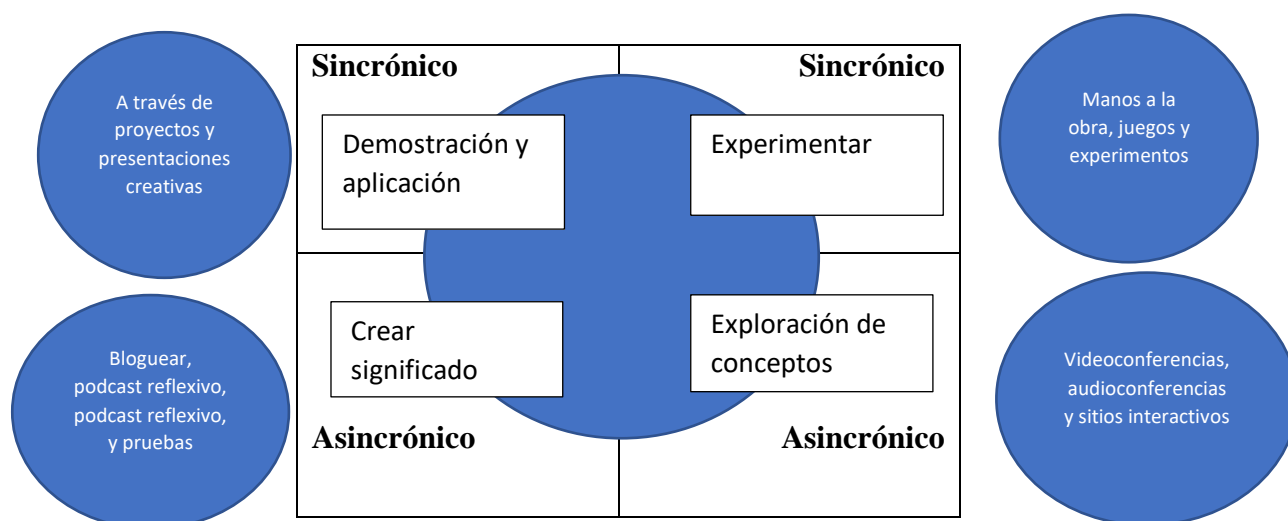 A través de
proyectos y
presentaciones
creativas
Sincrónico
Demostración y
aplicación
Sincrónico
Experimentar
Manos a la
obra, juegos y
experimentos
Bloguear,
podcast reflexivo,
podcast reflexivo,
y pruebas
Crear
significado
Asincrónico
Exploración de
conceptos
Asincrónico
Videoconferencias,
audioconferencias
y sitios interactivos